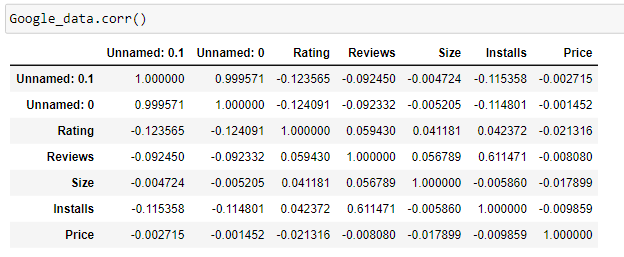 Google_data.corr()
Unnamed: 0.1 Unnamed: 0 Rating Reviews Size Installs Price
Unnamed: 0.1 1.000000 0.999571 -0.123565 -0.092450 -0.004724 -0.115358 -0.002715
Unnamed: 0 0.999571 1.000000 -0.124091 -0.092332 -0.005205 -0.114801 -0.001452
Rating -0.123565 -0.124091 1.000000 0.059430 0.041181 0.042372 -0.021316
Reviews -0.092450 -0.092332 0.059430 1.000000 0.056789 0.611471 -0.008080
Size -0.004724 -0.005205 0.041181 0.056789 1.000000 -0.005860 -0.017899
Installs -0.115358 -0.114801 0.042372 0.611471 -0.005860 1.000000 -0.009859
Price -0.002715 -0.001452 -0.021316 -0.008080 -0.017899 -0.009859 1.000000